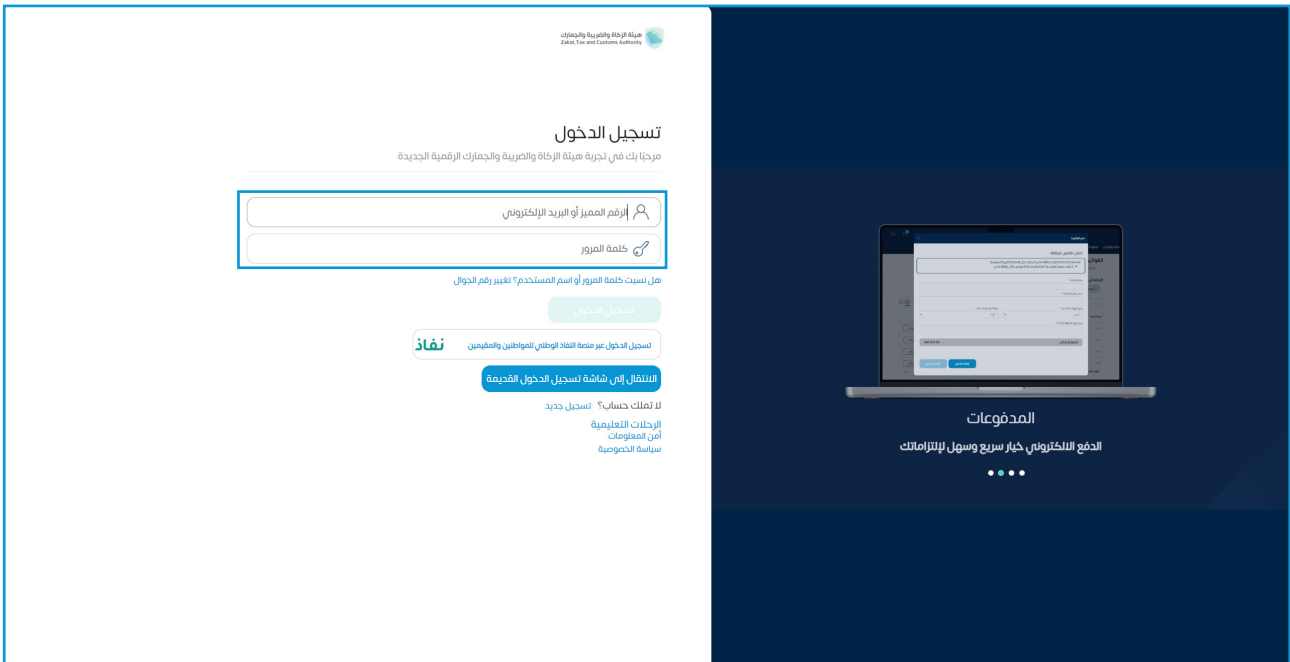 هيئة الزكاة والضريبة والجمارك
Zakat, Tax and Customs Authority
تسجيل الدخول
مرحبًا بك في تجربة هيئة الزكاة والضريبة والجمارك الرقمية الجديدة
الرقم المميز أو البريد الإلكتروني
كلمة المرور
هل نسيت كلمة المرور أو اسم المستخدم؟ تغيير رقم الجوال
تسجيل الدخول
تسجيل الدخول عبر منصة النفاذ الوطني للمواطنين والمقيمين نفاذ
الانتقال إلى شاشة تسجيل الدخول القديمة
لا تملك حساب؟ تسجيل جديد
الرحلات التعليمية
أمن المعلومات
سياسة الخصوصية
المدفوعات
الدفع الالكتروني خيار سريع وسهل لإلتزاماتك